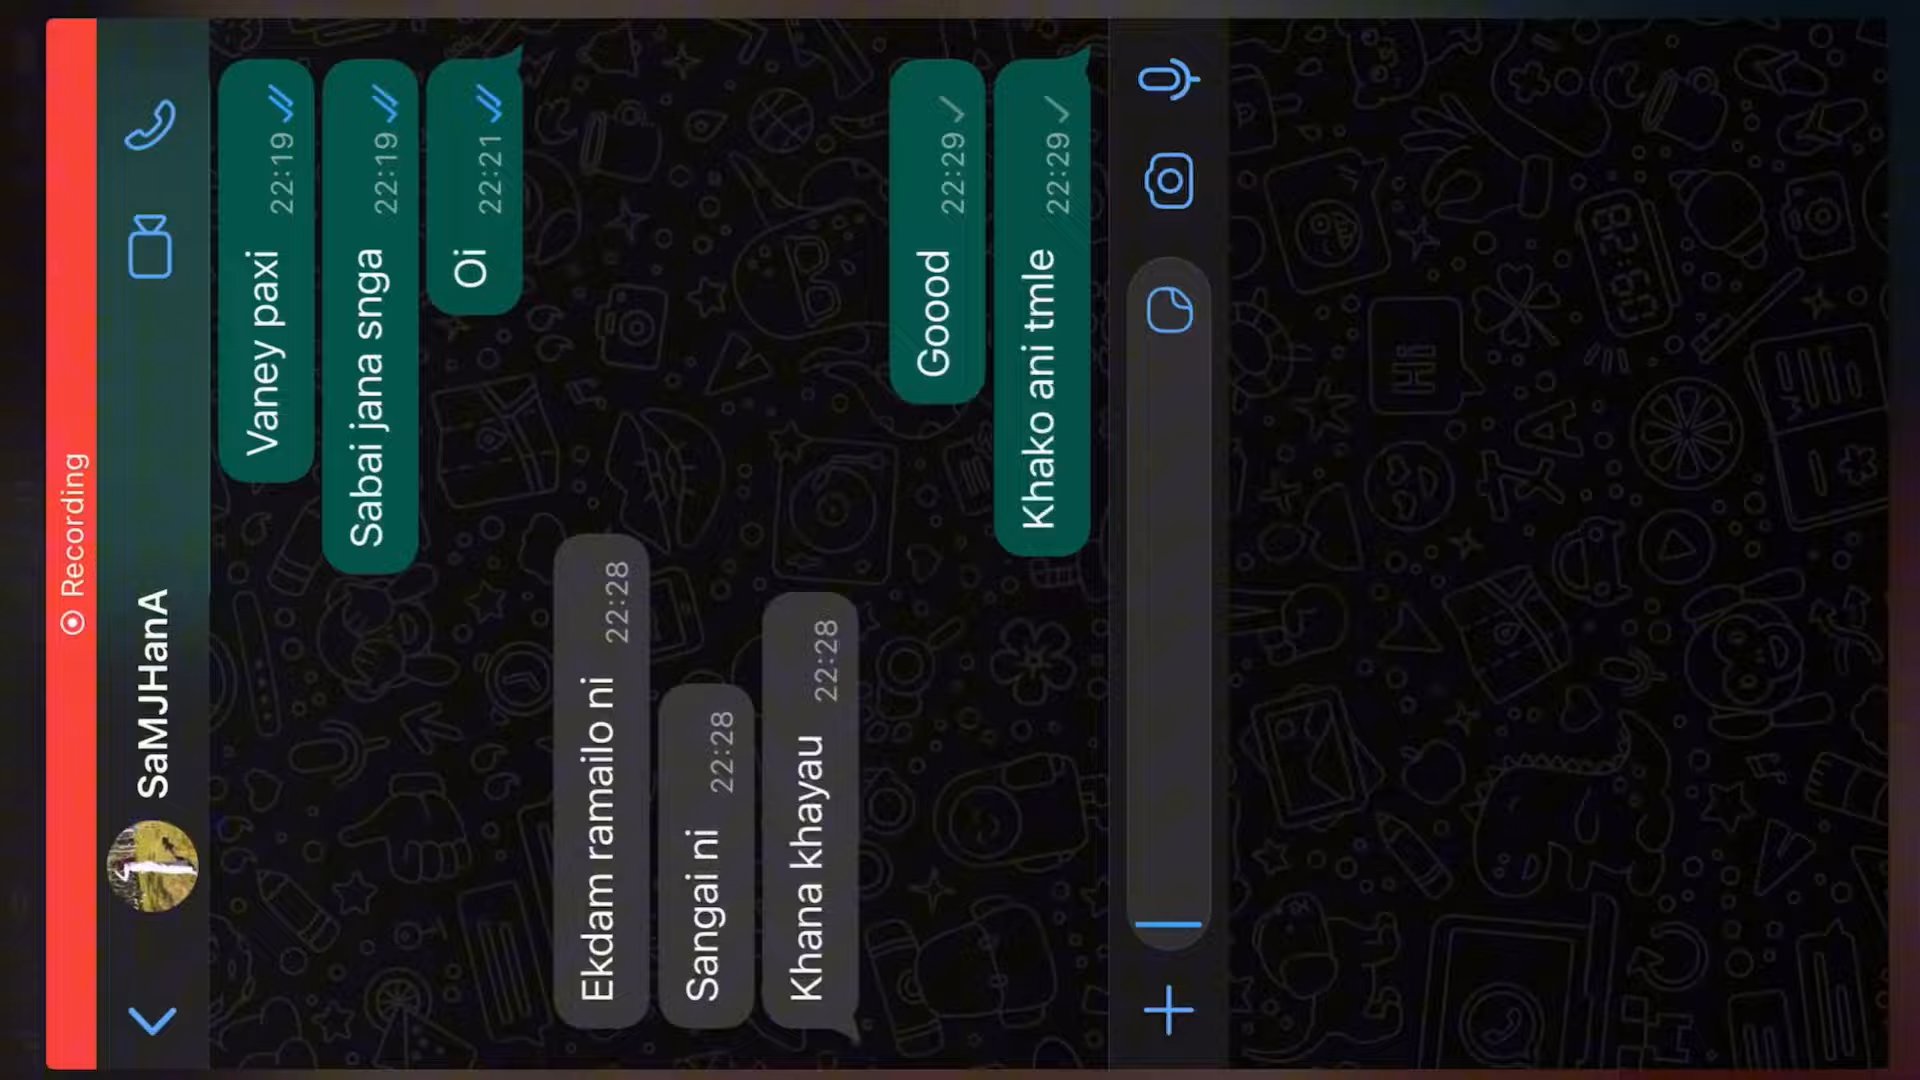 Recording
SaMJHanA
Vaney paxi 22:19
Sabai jana snga 22:19
Oi 22:21
Ekdam ramailo ni 22:28
Sangai ni 22:28
Khana khayau 22:28
Goood 22:29
Khako ani tmle 22:29